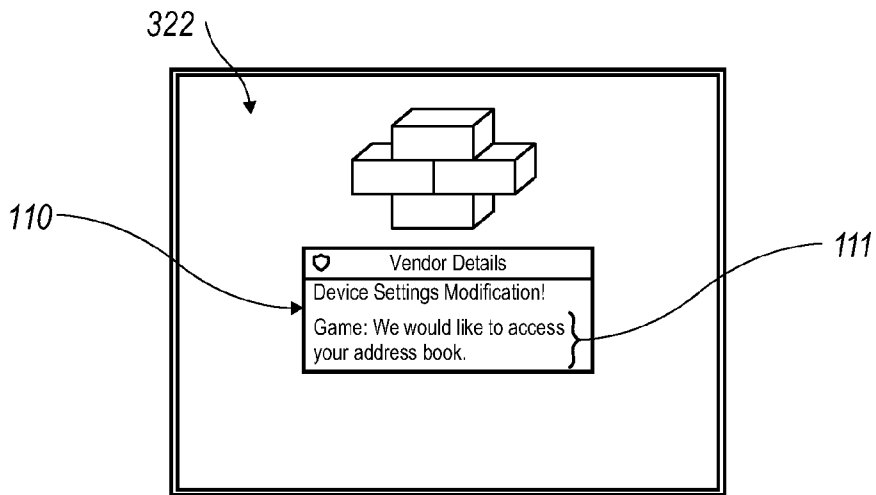 322
110
111
Vendor Details
Device Settings Modification!
Game: We would like to access
your address book.